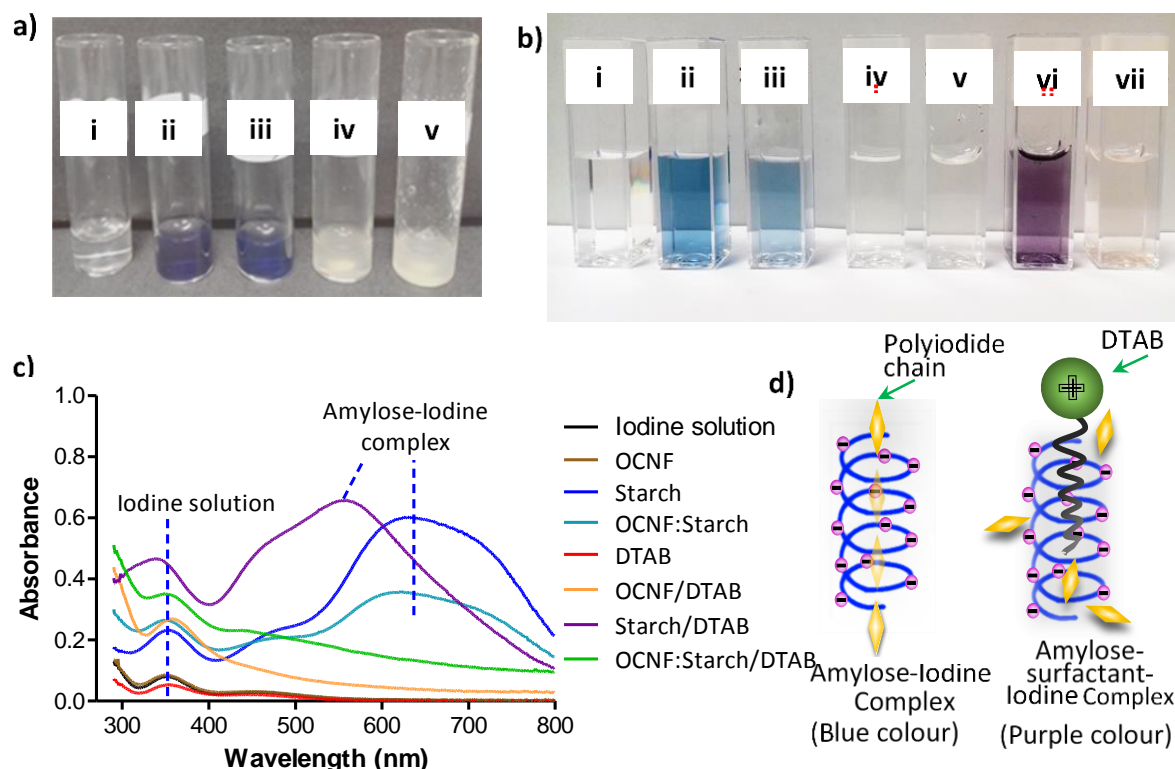 a)
i
ii
iii
iv
v
b)
i
ii
iii
iv
v
vi
vii
c)
1.0
0.8
0.6
0.4
0.2
0.0
Absorbance
300
400
500
600
700
800
Wavelength (nm)
Iodine solution
Amylose-Iodine
complex
Iodine solution
OCNF
Starch
OCNF:Starch
DTAB
OCNF/DTAB
Starch/DTAB
OCNF:Starch/DTAB
d)
Polyiodide
chain
DTAB
Amylose-Iodine
Complex
(Blue colour)
Amylose-
surfactant-
Iodine Complex
(Purple colour)